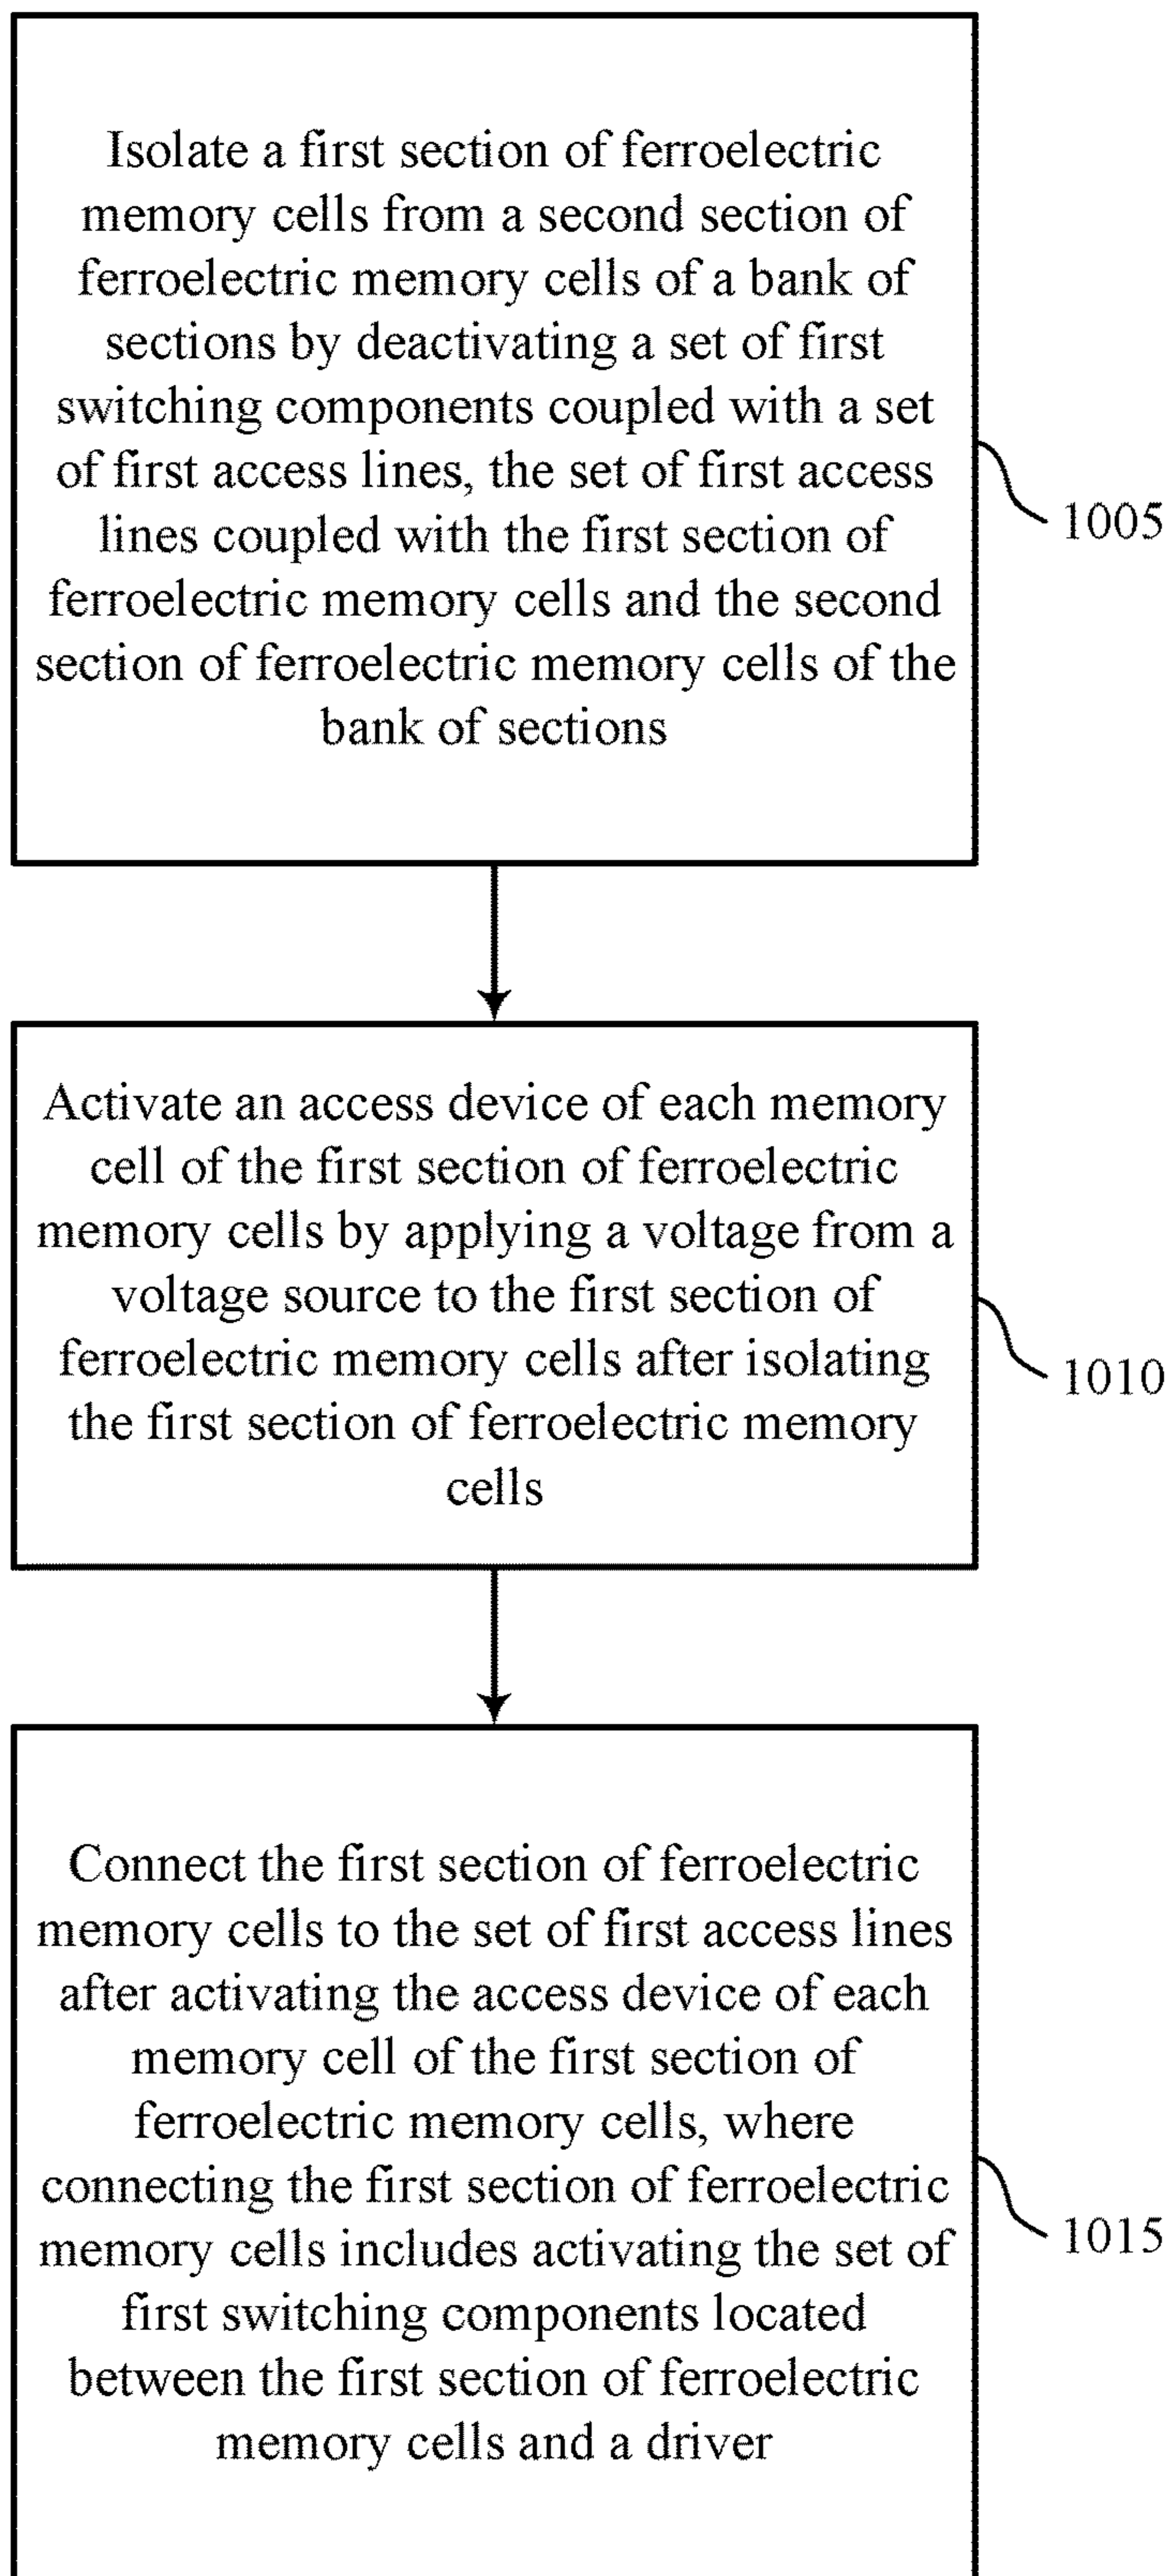 Isolate a first section of ferroelectric
memory cells from a second section of
ferroelectric memory cells of a bank of
sections by deactivating a set of first
switching components coupled with a set
of first access lines, the set of first access
lines coupled with the first section of
ferroelectric memory cells and the second
section of ferroelectric memory cells of the
bank of sections
1005
Activate an access device of each memory
cell of the first section of ferroelectric
memory cells by applying a voltage from a
voltage source to the first section of
ferroelectric memory cells after isolating
the first section of ferroelectric memory
cells
1010
Connect the first section of ferroelectric
memory cells to the set of first access lines
after activating the access device of each
memory cell of the first section of
ferroelectric memory cells, where
connecting the first section of ferroelectric
memory cells includes activating the set of
first switching components located
between the first section of ferroelectric
memory cells and a driver
1015